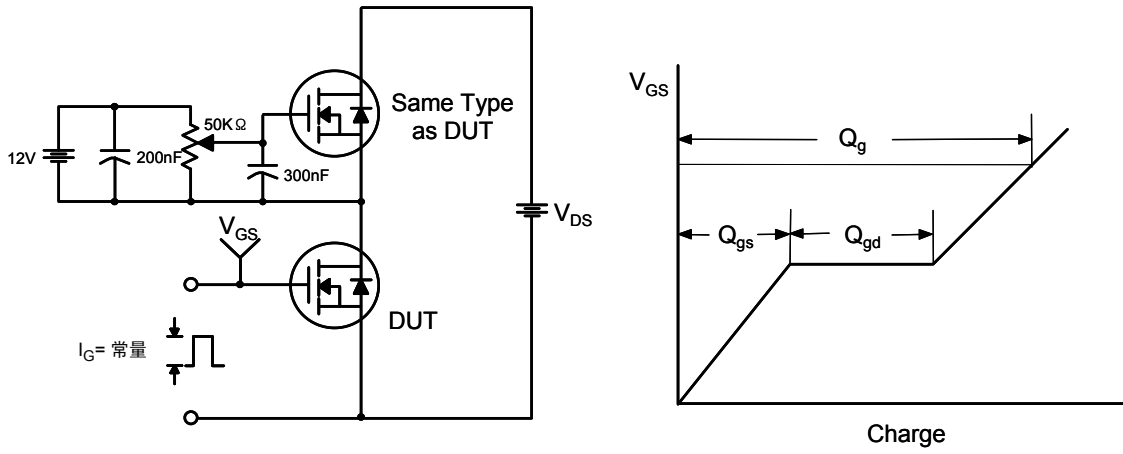 12V
200nF
50KΩ
300nF
Same Type
as DUT
V_GS
DUT
I_G= 常量
V_DS
V_GS
Q_g
Q_gs
Q_gd
Charge